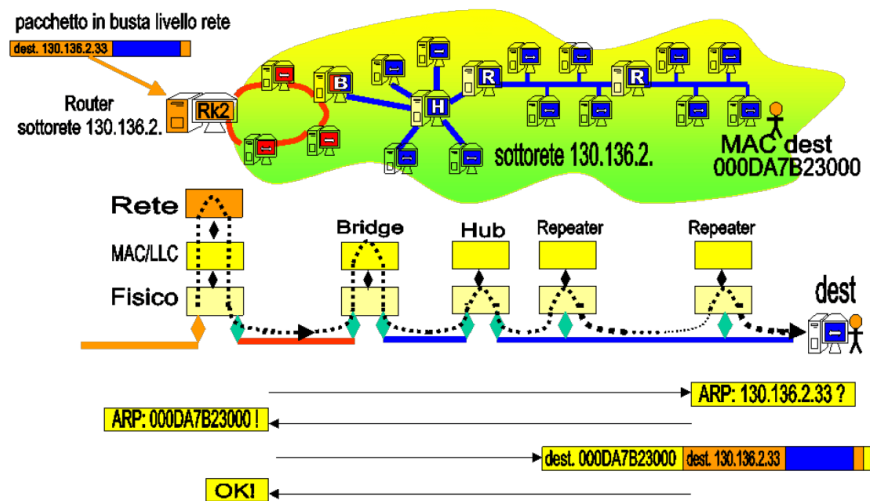 pacchetto in busta livello rete
dest. 130.136.2.33
Router
sottorete 130.136.2.
Rk2
B
H
R
R
sottorete 130.136.2.
MAC dest
000DA7B23000
Rete
MAC/LLC
Fisico
Bridge
Hub
Repeater
Repeater
dest
ARP: 130.136.2.33 ?
ARP: 000DA7B23000 !
dest. 000DA7B23000
dest. 130.136.2.33
OK!